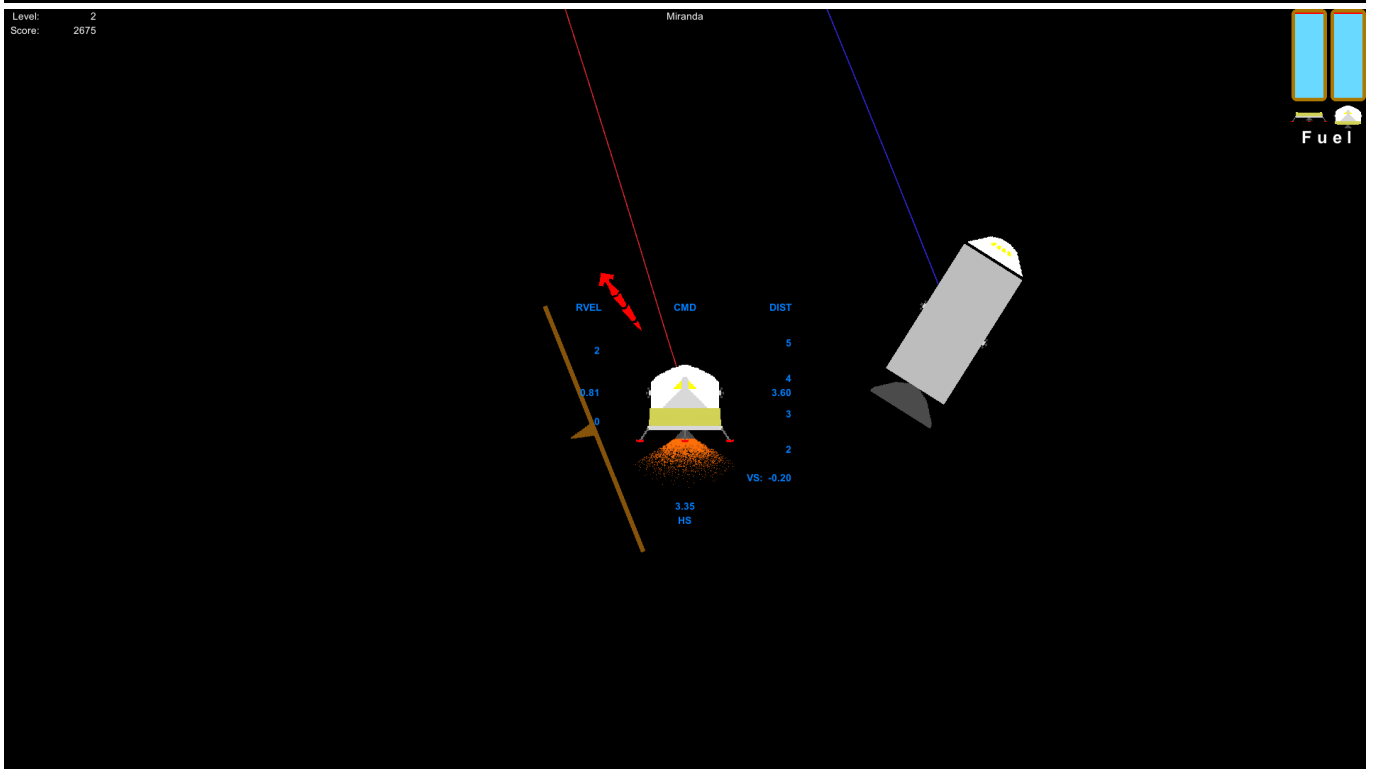 Level: 2
Miranda
Score: 2675
Fuel
RVEL CMD DIST
5
2
4
0.81 3.60
3
0
2
VS: -0.20
3.35
HS